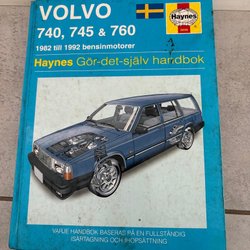 VOLVO
740, 745 & 760
1982 till 1992 bensinmotorer
Haynes
Haynes Gör-det-själv handbok
VARJE HANDBOK BASERAS PÅ EN FULLSTÄNDIG
ISÄRTAGNING OCH IHOPSÄTTNING